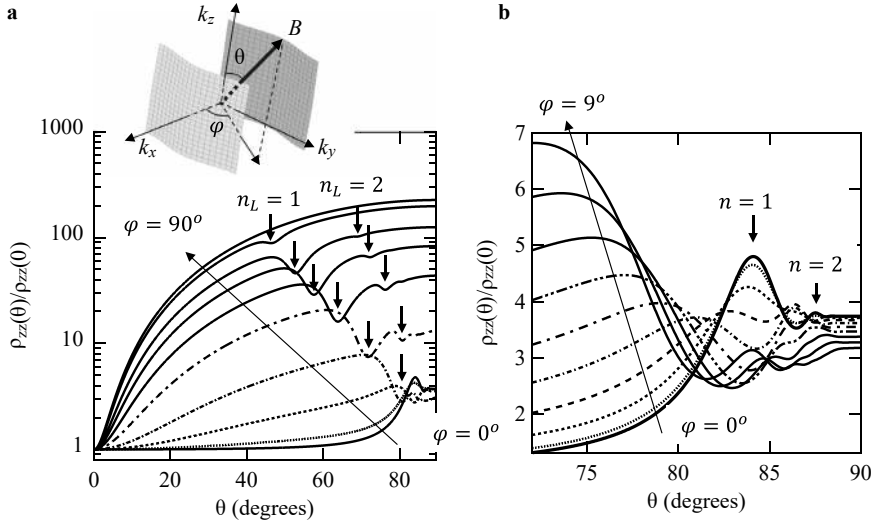 a
k_z
B
θ
φ
k_x
k_y
1000
100
10
1
ρ_zz(θ)/ρ_zz(0)
n_L = 1
n_L = 2
φ = 90°
φ = 0°
0
20
40
60
80
θ (degrees)
b
φ = 9°
7
6
5
4
3
2
ρ_zz(θ)/ρ_zz(0)
n = 1
n = 2
φ = 0°
75
80
85
90
θ (degrees)